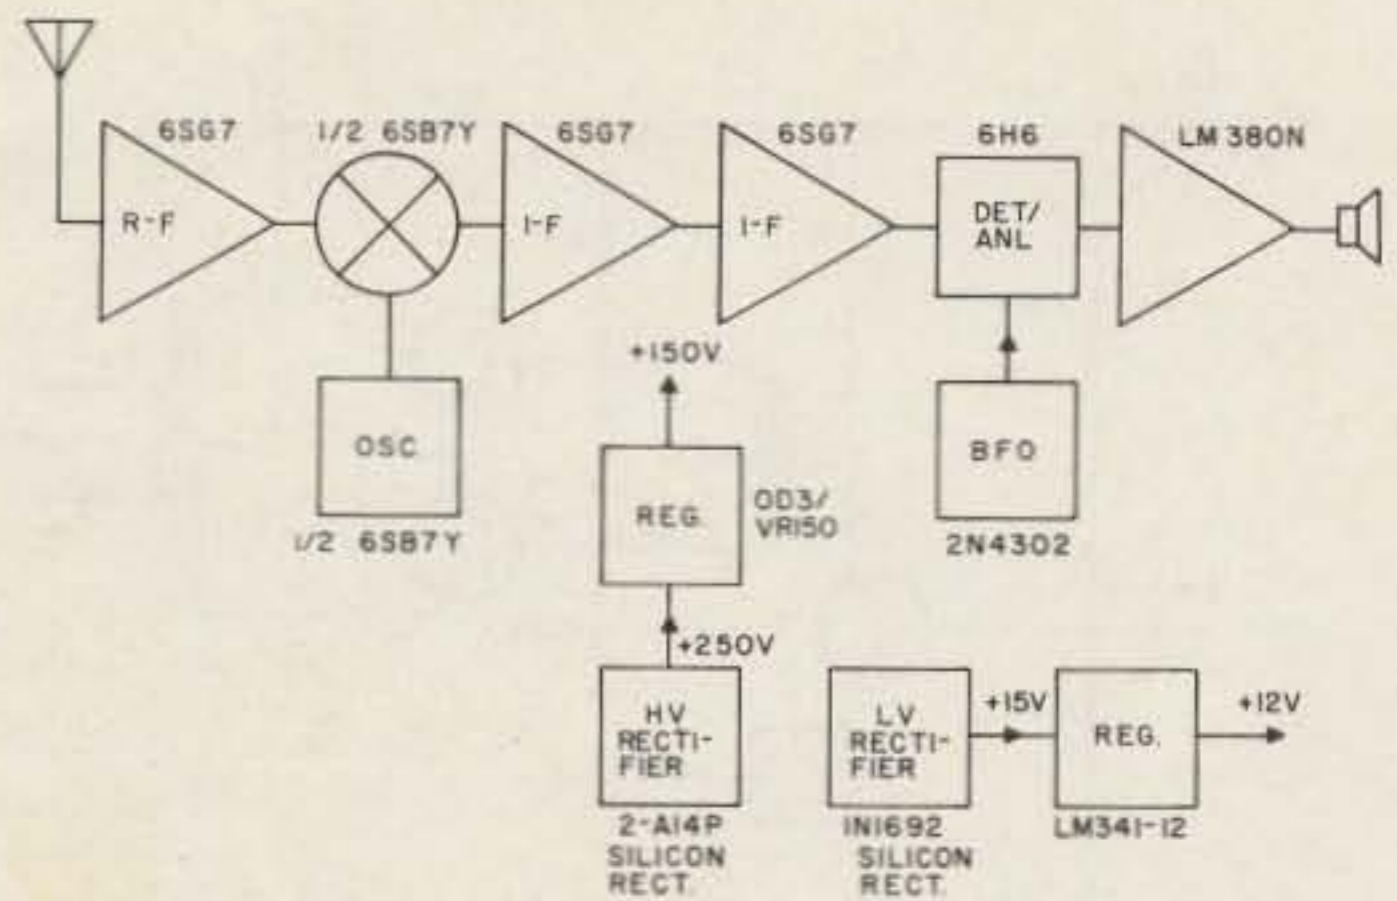 6SG7
1/2 6SB7Y
6SG7
6SG7
6H6
LM380N
R-F
I-F
I-F
DET/
ANL
+150V
OSC
1/2 6SB7Y
REG.
OD3/
VR150
BFO
2N4302
+250V
HV
RECTI-
FIER
2-A14P
SILICON
RECT.
LV
RECTI-
FIER
1N1692
SILICON
RECT.
+15V
REG.
LM341-12
+12V